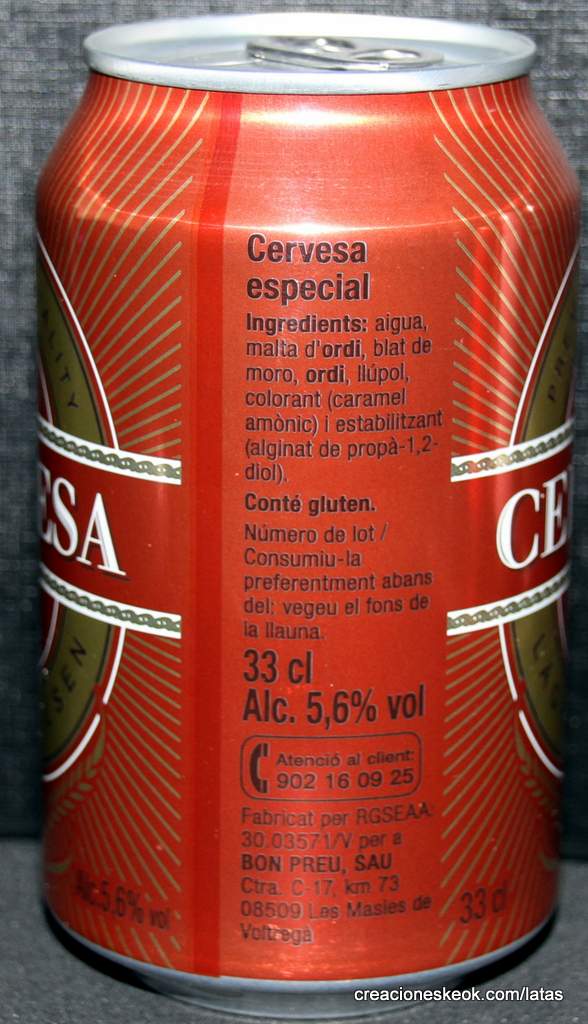 Cervesa
especial
Ingredients: aigua,
malta d'ordi, blat de
moro, ordi, llúpol,
colorant (caramel
amònic) i estabilitzant
(alginat de propà-1,2-
diol).
Conté gluten.
Número de lot /
Consumiu-la
preferentment abans
del: vegeu el fons de
la llauna.
33 cl
Alc. 5,6% vol
Atenció al client:
902 16 09 25
Fabricat per RGSEAA:
30.03571/V per a
BON PREU, SAU
Ctra. C-17, km 73
08509 Les Masies de
Voltregà
ALITY
ESA
SEN
Alc.5,6% vol
PRE
CE
LAG
33 cl
creacioneskeok.com/latas